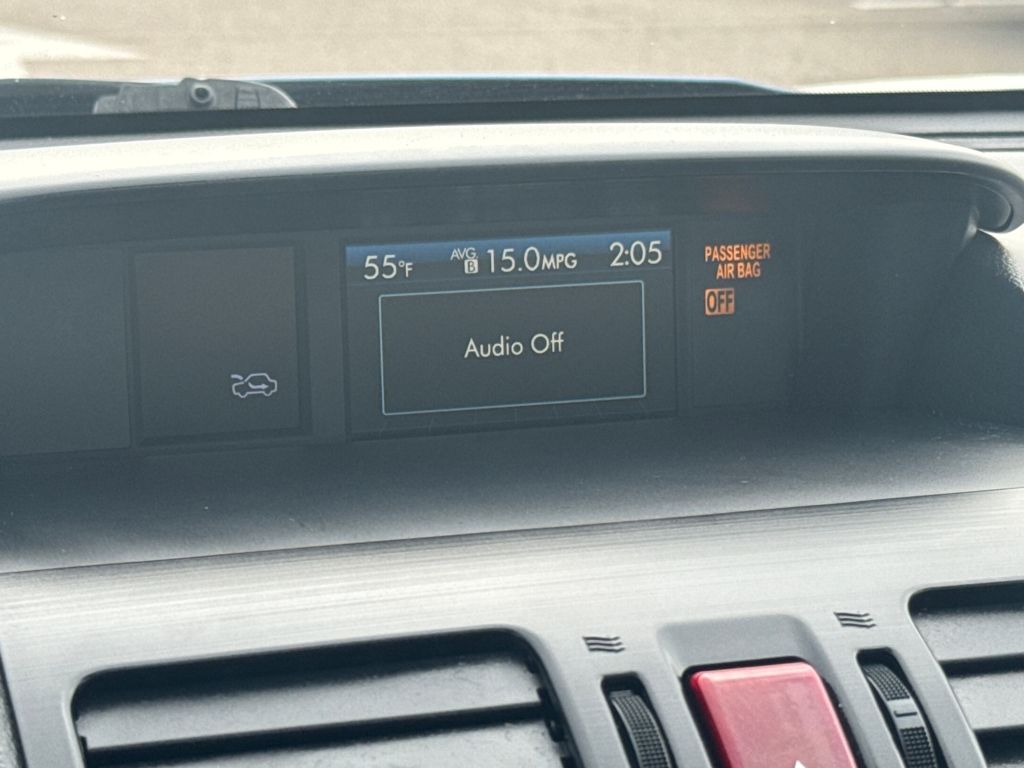 55°F AVG B 15.0MPG 2:05
Audio Off
PASSENGER
AIR BAG
OFF